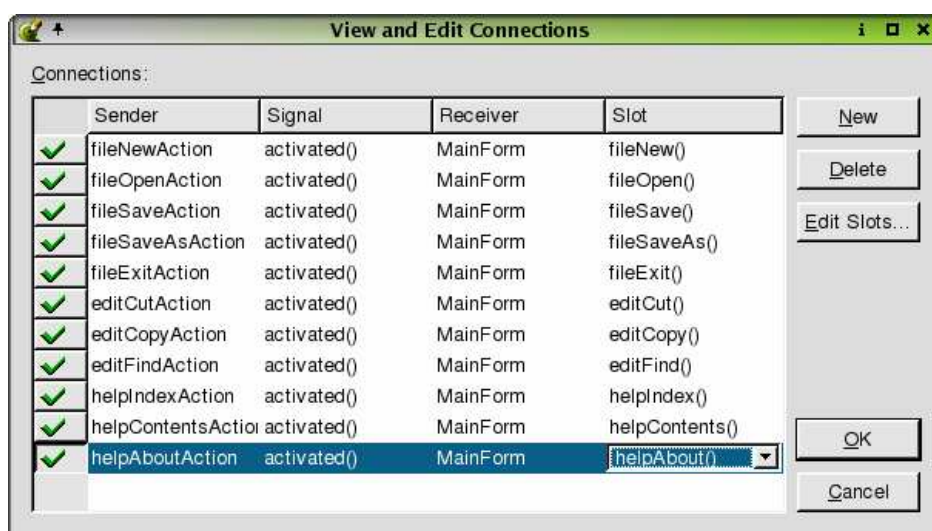 View and Edit Connections
Connections:
Sender Signal Receiver Slot
fileNewAction activated() MainForm fileNew()
fileOpenAction activated() MainForm fileOpen()
fileSaveAction activated() MainForm fileSave()
fileSaveAsAction activated() MainForm fileSaveAs()
fileExitAction activated() MainForm fileExit()
editCutAction activated() MainForm editCut()
editCopyAction activated() MainForm editCopy()
editFindAction activated() MainForm editFind()
helpIndexAction activated() MainForm helpIndex()
helpContentsActio activated() MainForm helpContents()
helpAboutAction activated() MainForm helpAbout()
New
Delete
Edit Slots...
OK
Cancel